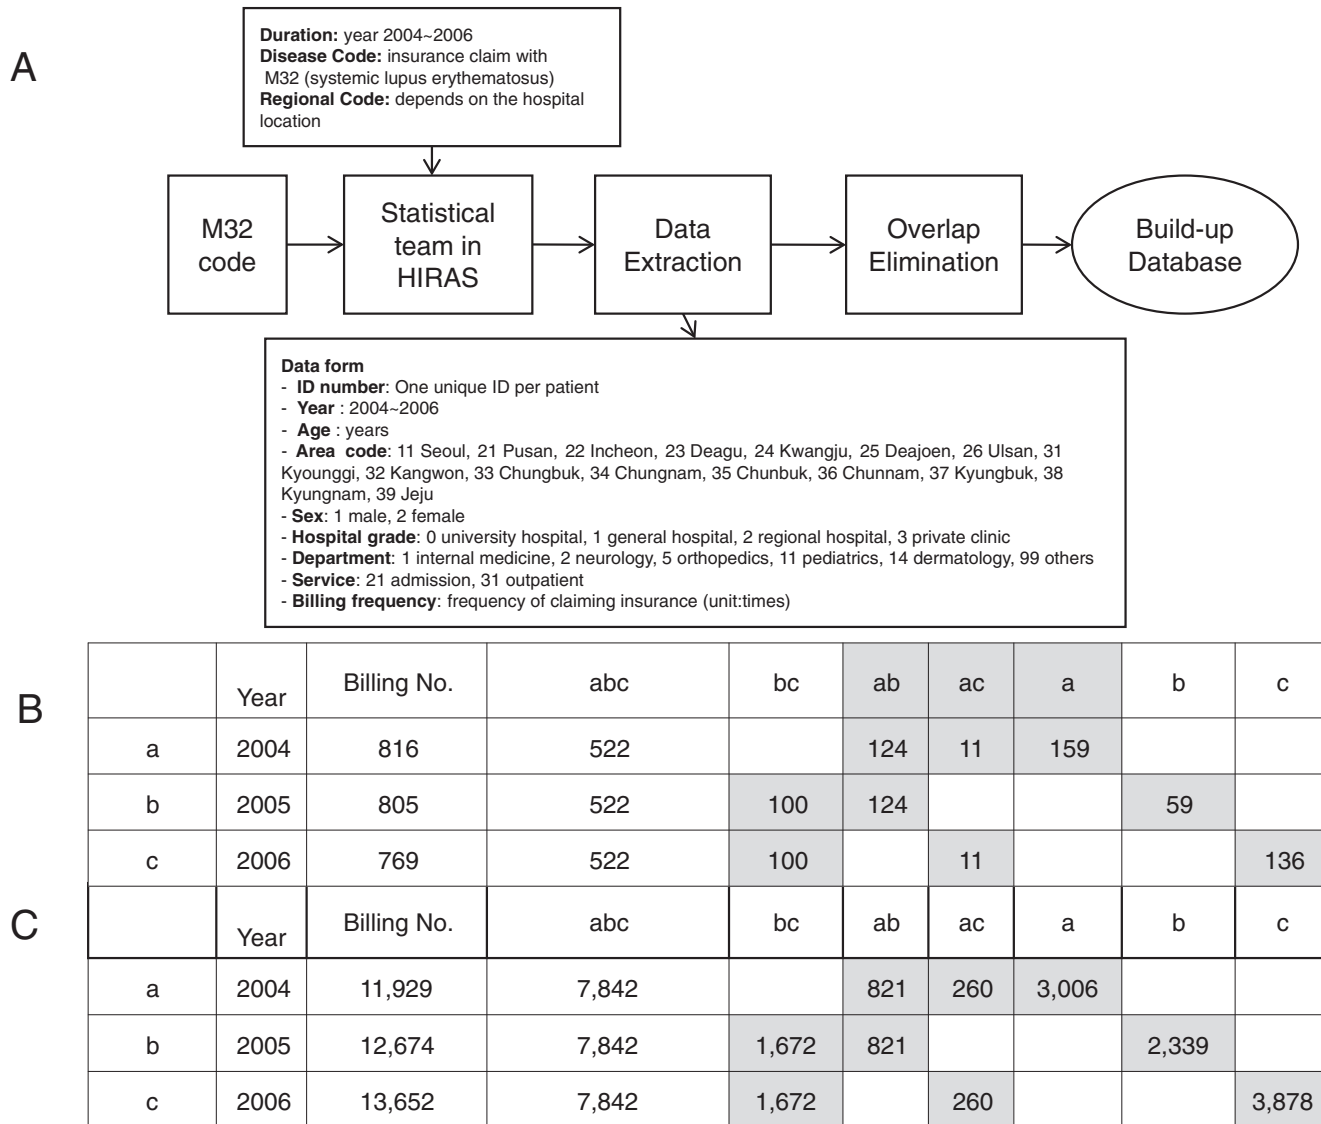 A
Duration: year 2004~2006
Disease Code: insurance claim with
M32 (systemic lupus erythematosus)
Regional Code: depends on the hospital
location
M32
code
Statistical
team in
HIRAS
Data
Extraction
Overlap
Elimination
Build-up
Database
Data form
- ID number: One unique ID per patient
- Year : 2004~2006
- Age : years
- Area code: 11 Seoul, 21 Pusan, 22 Incheon, 23 Deagu, 24 Kwangju, 25 Deajoen, 26 Ulsan, 31
Kyounggi, 32 Kangwon, 33 Chungbuk, 34 Chungnam, 35 Chunbuk, 36 Chunnam, 37 Kyungbuk, 38
Kyungnam, 39 Jeju
- Sex: 1 male, 2 female
- Hospital grade: 0 university hospital, 1 general hospital, 2 regional hospital, 3 private clinic
- Department: 1 internal medicine, 2 neurology, 5 orthopedics, 11 pediatrics, 14 dermatology, 99 others
- Service: 21 admission, 31 outpatient
- Billing frequency: frequency of claiming insurance (unit:times)
B
Year Billing No. abc bc ab ac a b c
a 2004 816 522 124 11 159
b 2005 805 522 100 124 59
c 2006 769 522 100 11 136
C
Year Billing No. abc bc ab ac a b c
a 2004 11,929 7,842 821 260 3,006
b 2005 12,674 7,842 1,672 821 2,339
c 2006 13,652 7,842 1,672 260 3,878